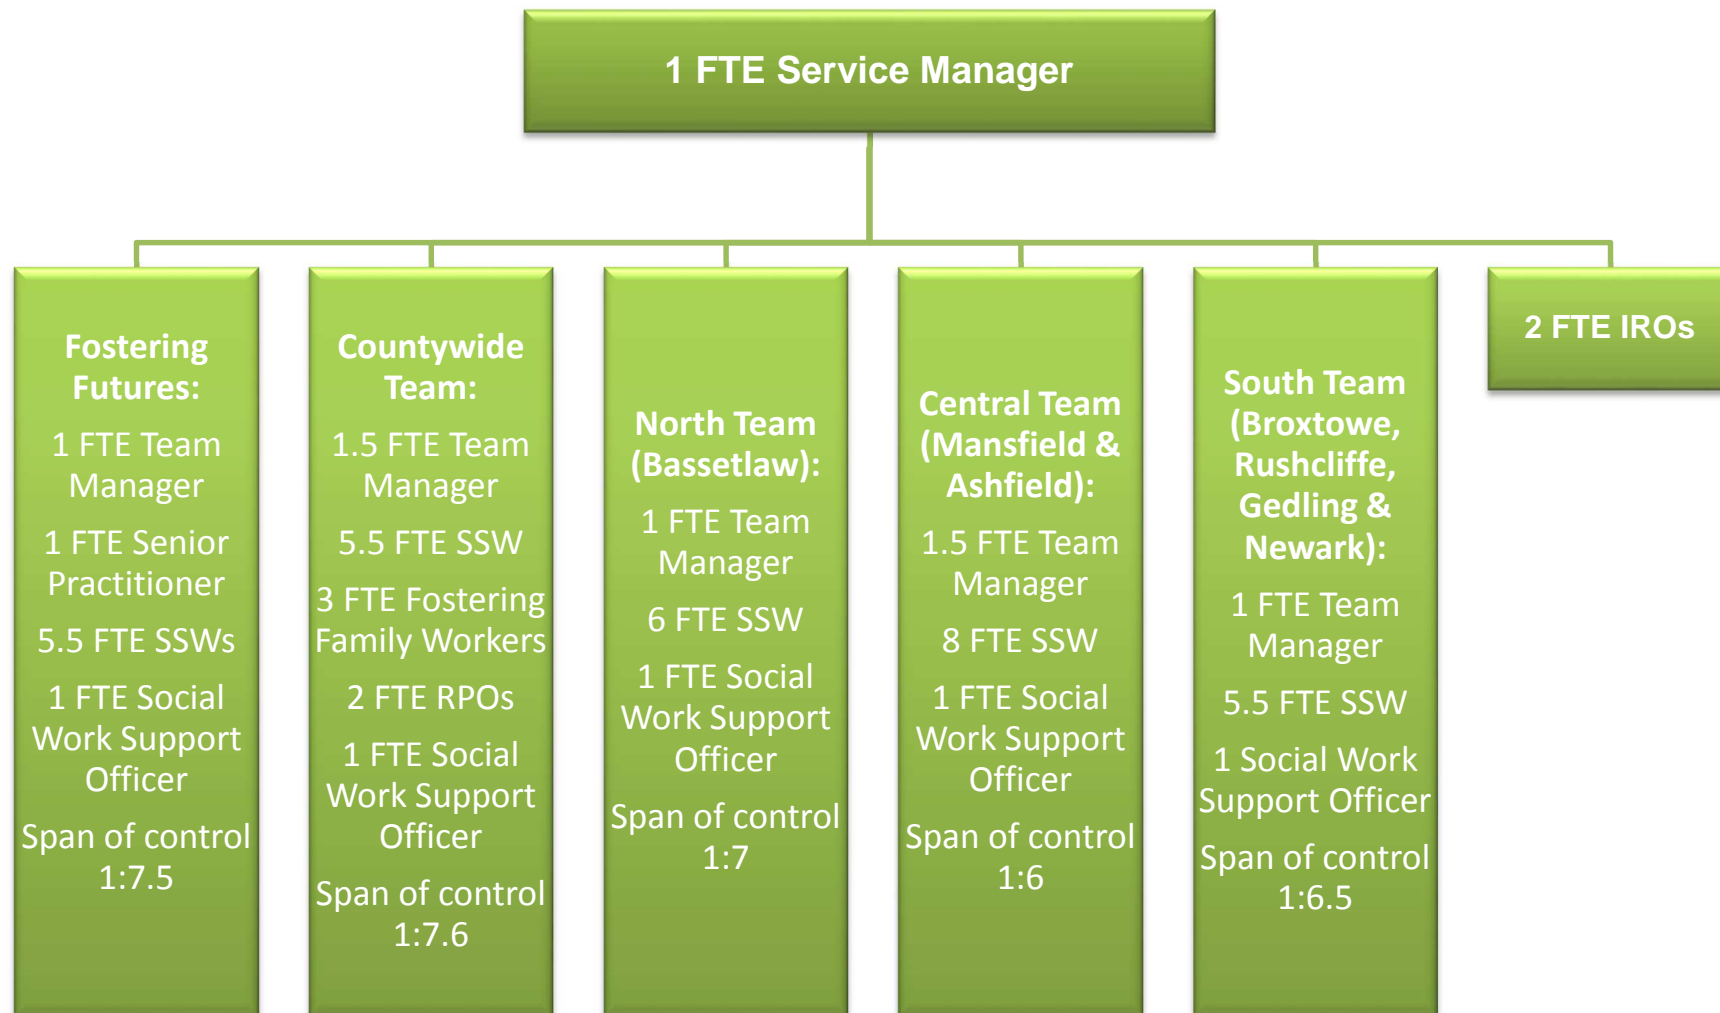 1 FTE Service Manager
Fostering
Futures:
1 FTE Team
Manager
1 FTE Senior
Practitioner
5.5 FTE SSWs
1 FTE Social
Work Support
Officer
Span of control
1:7.5
Countywide
Team:
1.5 FTE Team
Manager
5.5 FTE SSW
3 FTE Fostering
Family Workers
2 FTE RPOs
1 FTE Social
Work Support
Officer
Span of control
1:7.6
North Team
(Bassetlaw):
1 FTE Team
Manager
6 FTE SSW
1 FTE Social
Work Support
Officer
Span of control
1:7
Central Team
(Mansfield &
Ashfield):
1.5 FTE Team
Manager
8 FTE SSW
1 FTE Social
Work Support
Officer
Span of control
1:6
South Team
(Broxtowe,
Rushcliffe,
Gedling &
Newark):
1 FTE Team
Manager
5.5 FTE SSW
1 Social Work
Support Officer
Span of control
1:6.5
2 FTE IROs